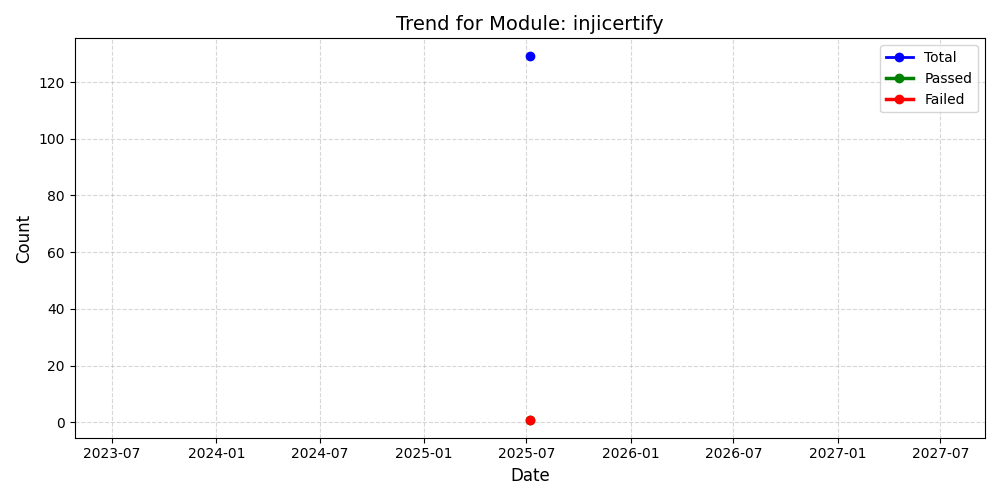 Trend for Module: injicertify
Total
Passed
Failed
120
100
80
60
40
20
0
Count
2023-07 2024-01 2024-07 2025-01 2025-07 2026-01 2026-07 2027-01 2027-07
Date